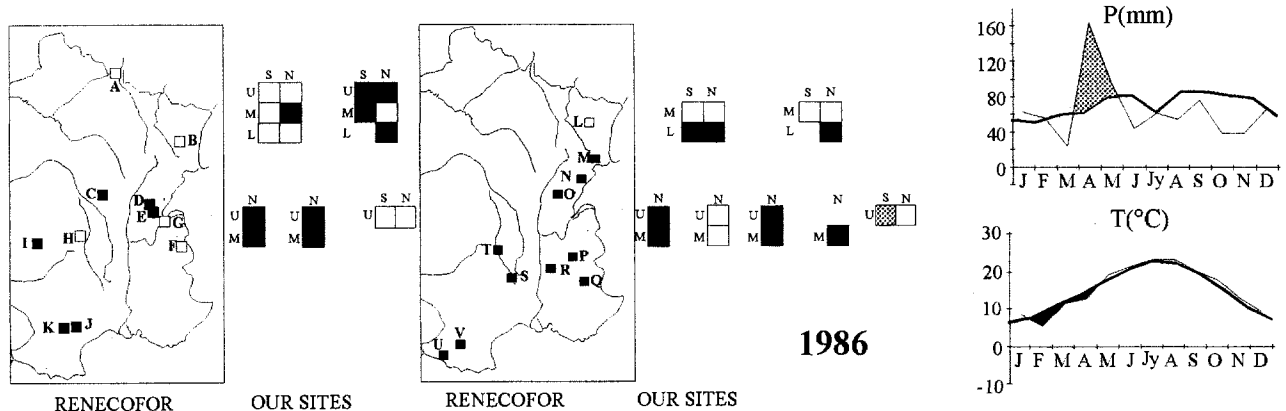 A
B
C
D
E
G
F
H
I
K
J
RENECOFOR
S N
U
M
L
S N
U
M
L
N
U
M
N
U
M
S N
U
OUR SITES
L
M
N
O
P
Q
R
S
T
U
V
RENECOFOR
S N
M
L
S N
M
L
N
U
M
N
U
M
N
U
M
N
M
S N
U
1986
OUR SITES
P(mm)
160
120
80
40
0
J F M A M J Jy A S O N D
T(°C)
30
20
10
0
-10
J F M A M J Jy A S O N D